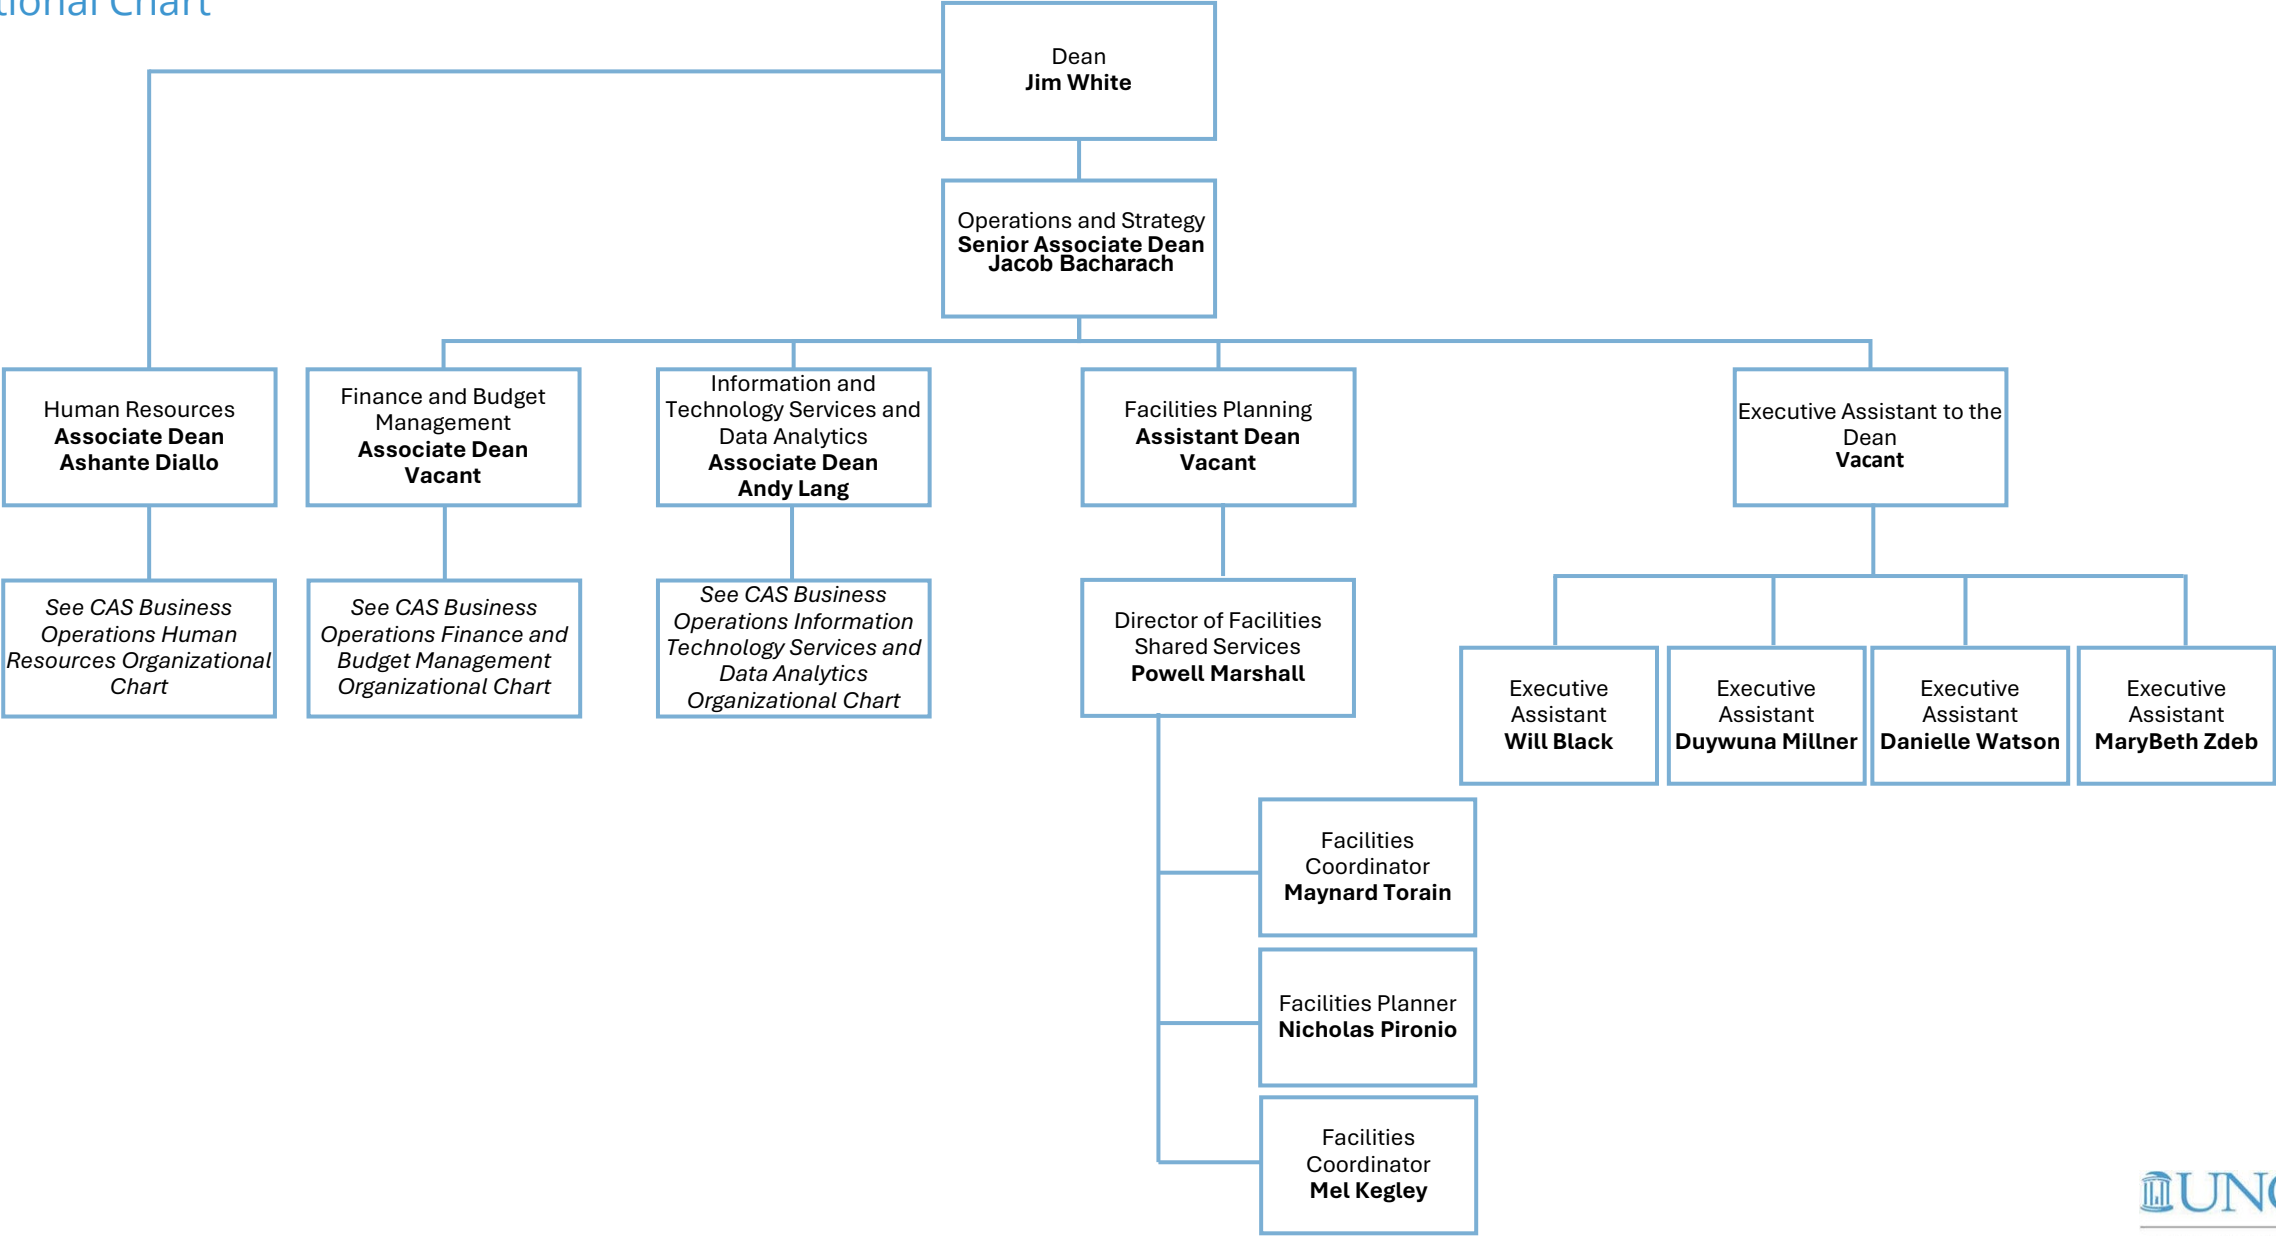 Chart
Dean
Jim White
Operations and Strategy
Senior Associate Dean
Jacob Bacharach
Human Resources
Associate Dean
Ashante Diallo
Finance and Budget
Management
Associate Dean
Vacant
Information and
Technology Services and
Data Analytics
Associate Dean
Andy Lang
Facilities Planning
Assistant Dean
Vacant
Executive Assistant to the
Dean
Vacant
See CAS Business
Operations Human
Resources Organizational
Chart
See CAS Business
Operations Finance and
Budget Management
Organizational Chart
See CAS Business
Operations Information
Technology Services and
Data Analytics
Organizational Chart
Director of Facilities
Shared Services
Powell Marshall
Executive
Assistant
Will Black
Executive
Assistant
Duywuna Millner
Executive
Assistant
Danielle Watson
Executive
Assistant
MaryBeth Zdeb
Facilities
Coordinator
Maynard Torain
Facilities Planner
Nicholas Pironio
Facilities
Coordinator
Mel Kegley
UNC